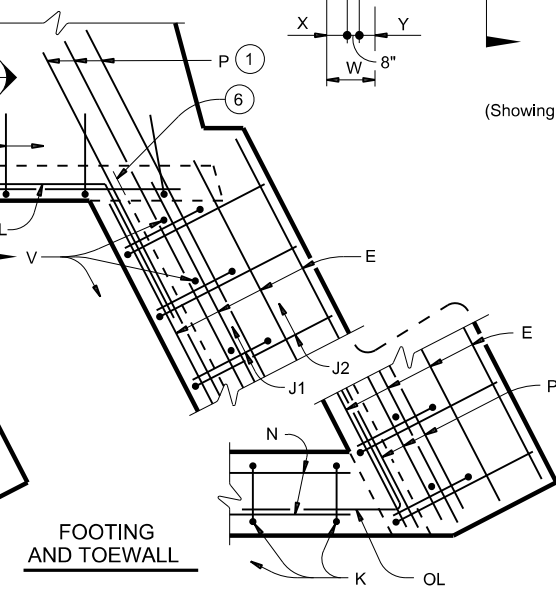 X
Y
8"
W
P 1
6
(Showing
L
V
E
J2
J1
E
P
N
FOOTING
AND TOEWALL
K
OL